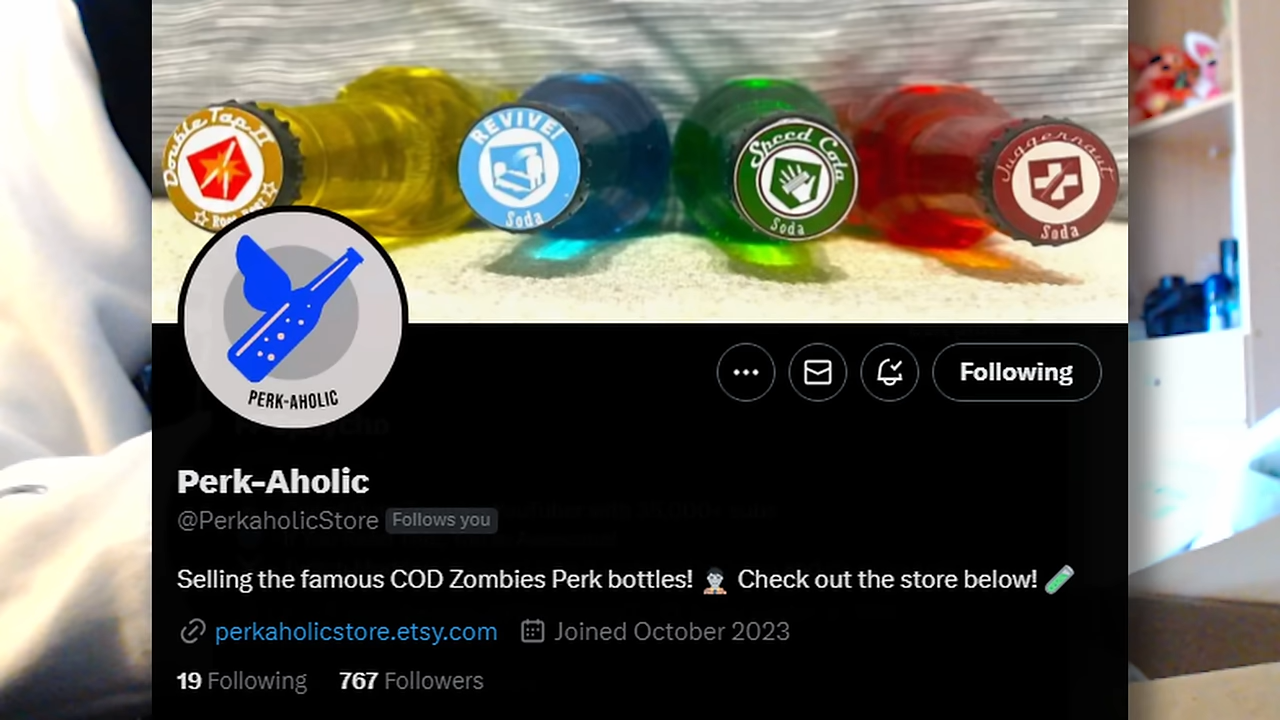 Double Tap II
Root Beer
REVIVE!
Soda
Speed Cola
Soda
Juggernaut
Soda
PERK-AHOLIC
Following
Perk-Aholic
@PerkaholicStore Follows you
Selling the famous COD Zombies Perk bottles! 🧟 Check out the store below! 🧪
perkaholicstore.etsy.com Joined October 2023
19 Following 767 Followers